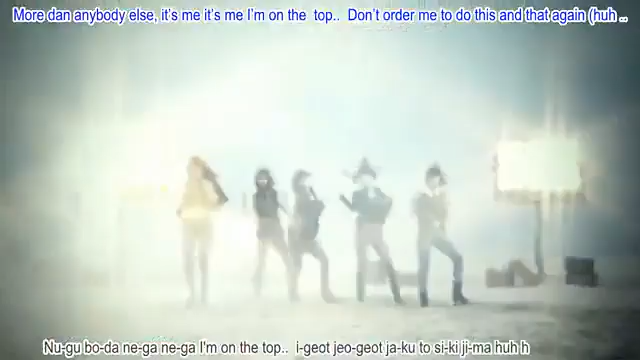 More dan anybody else, it's me it's me I'm on the top.. Don't order me to do this and that again (huh ..
Nu-gu bo-da ne-ga ne-ga I'm on the top.. i-geot jeo-geot ja-ku to si-ki ji-ma huh h